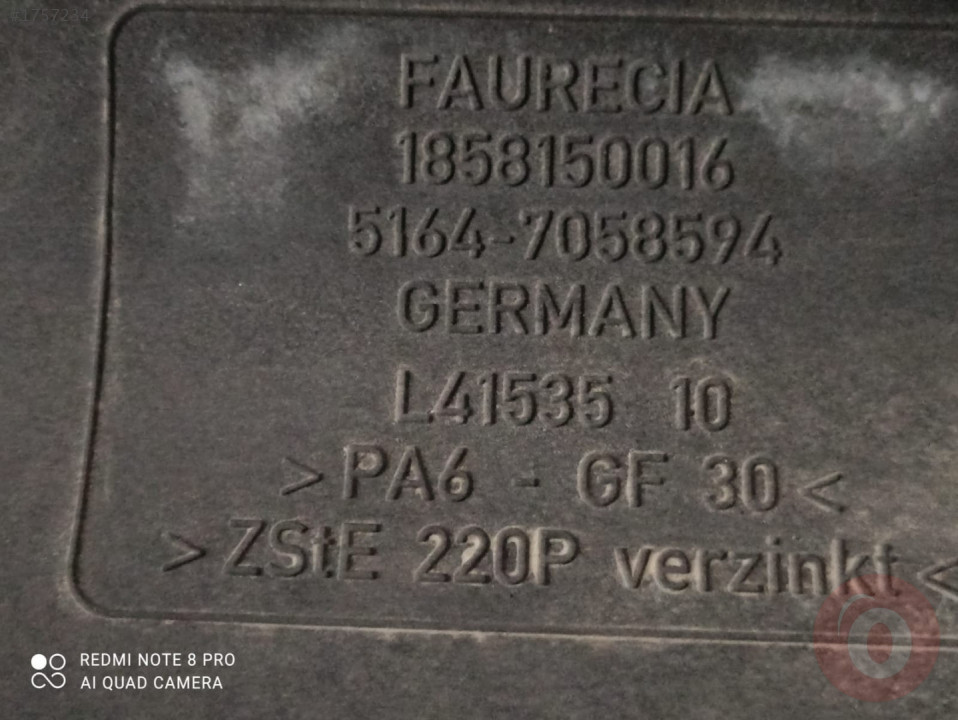 FAURECIA
1858150016
5164-7058594
GERMANY
L41535 10
>PA6 - GF 30<
>ZStE 220P verzinkt<
REDMI NOTE 8 PRO
AI QUAD CAMERA